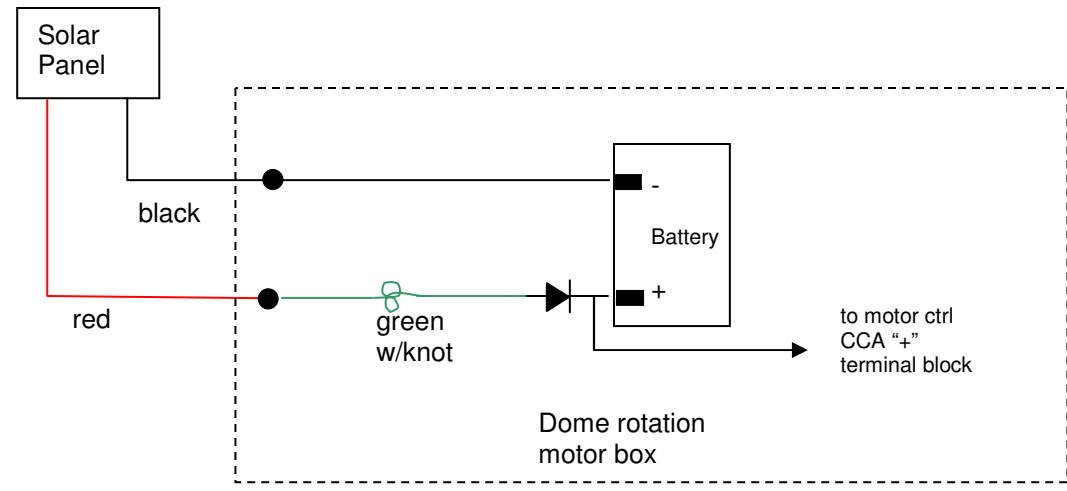 Solar
Panel
black
-
Battery
+
red
green
w/knot
to motor ctrl
CCA “+”
terminal block
Dome rotation
motor box